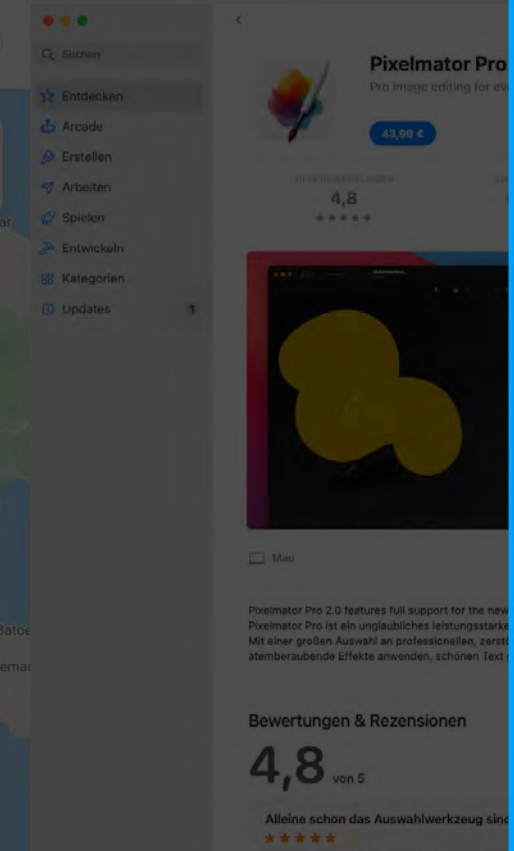 Suchen
Entdecken
Arcade
Erstellen
Arbeiten
Spielen
Entwickeln
Kategorien
Updates 1
Pixelmator Pro
Pro image editing for
43,99 €
4,8
Mac
Pixelmator Pro 2.0 features full support for the new
Pixelmator Pro ist ein unglaubliches leistungsstarke
Mit einer großen Auswahl an professionellen,
atemberaubende Effekte anwenden, schönen Text
Bewertungen & Rezensionen
4,8 von 5
Alleine schon das Auswahlwerkzeug sind